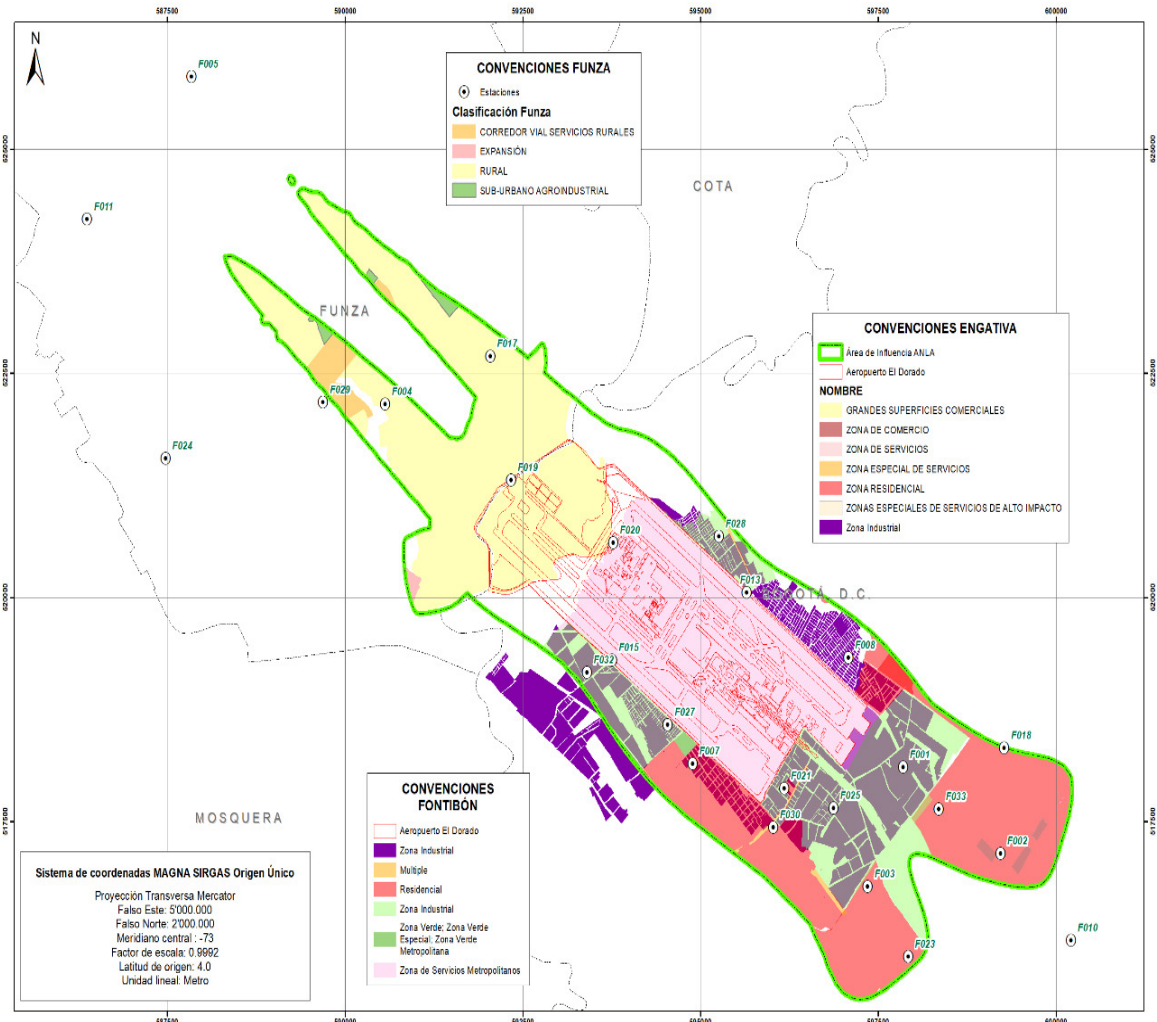 587500 590000 592500 595000 597500 600000
N
F005
CONVENCIONES FUNZA
Estaciones
Clasificación Funza
CORREDOR VIAL SERVICIOS RURALES
EXPANSIÓN
RURAL
SUB-URBANO AGROINDUSTRIAL
COTA
F011
FUNZA
F017
F029
F004
F024
F019
CONVENCIONES ENGATIVA
Área de Influencia ANLA
Aeropuerto El Dorado
NOMBRE
GRANDES SUPERFICIES COMERCIALES
ZONA DE COMERCIO
ZONA DE SERVICIOS
ZONA ESPECIAL DE SERVICIOS
ZONA RESIDENCIAL
ZONAS ESPECIALES DE SERVICIOS DE ALTO IMPACTO
Zona Industrial
F028
F020
F013
D.C.
F008
F015
F032
F027
F018
F007
F001
F021
F025
F033
F030
F002
F003
F010
F023
MOSQUERA
CONVENCIONES
FONTIBÓN
Aeropuerto El Dorado
Zona Industrial
Multiple
Residencial
Zona Industrial
Zona Verde; Zona Verde
Especial; Zona Verde
Metropolitana
Zona de Servicios Metropolitanos
Sistema de coordenadas MAGNA SIRGAS Origen Único
Proyección Transversa Mercator
Falso Este: 5'000.000
Falso Norte: 2'000.000
Meridiano central : -73
Factor de escala: 0.9992
Latitud de origen: 4.0
Unidad lineal: Metro